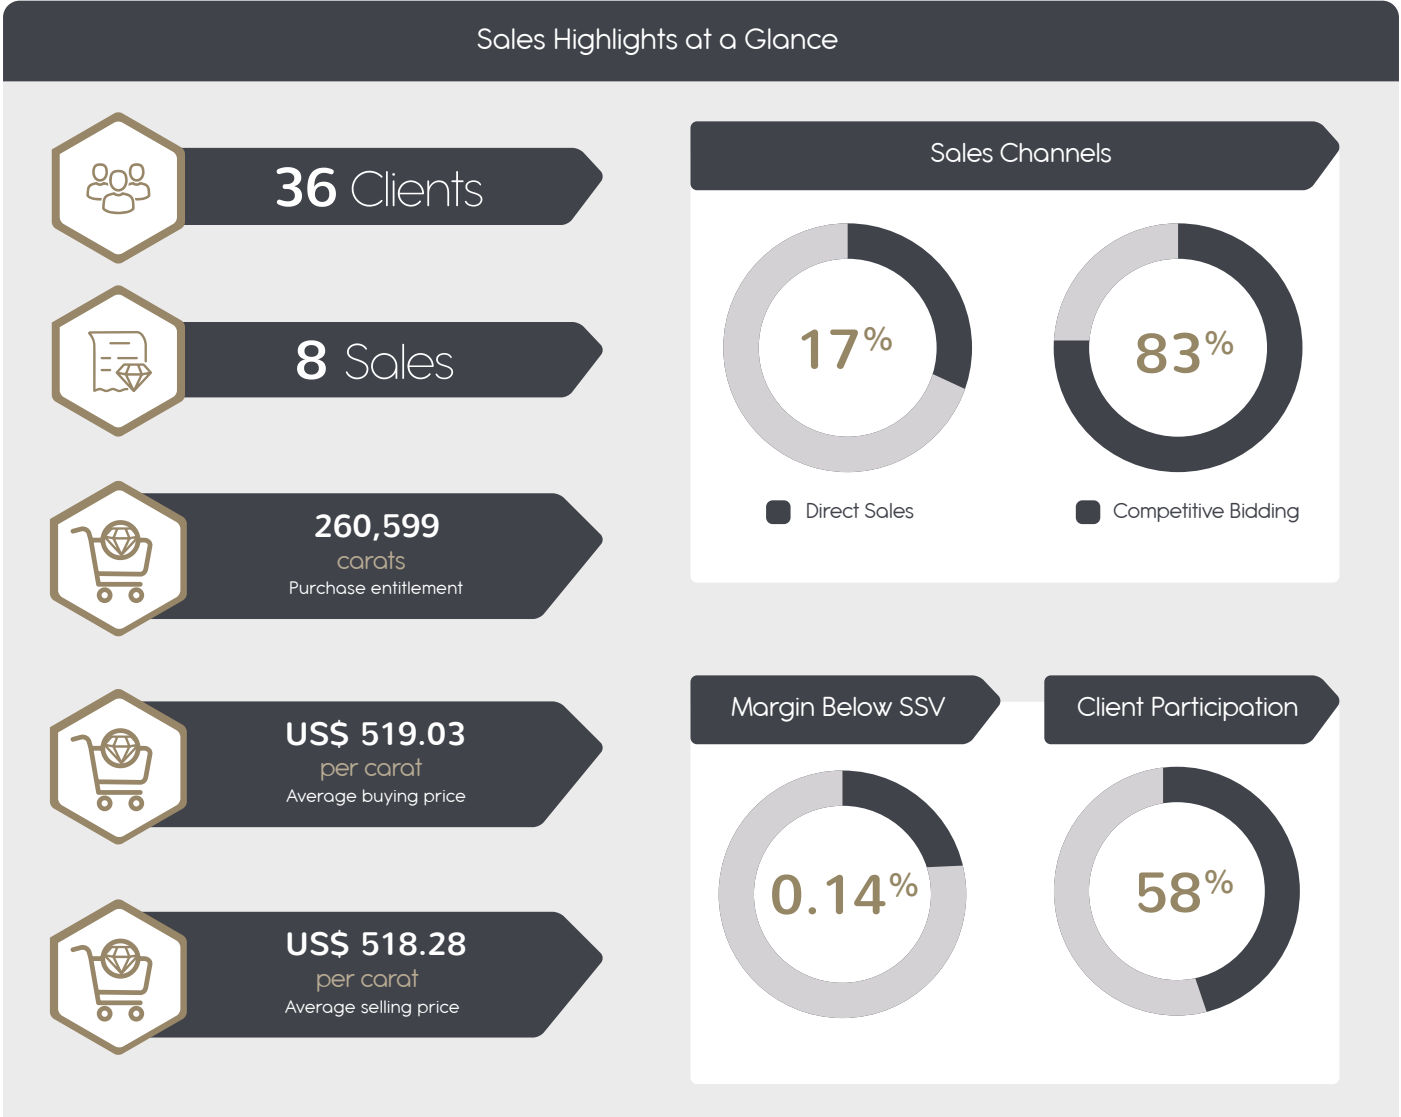 Sales Highlights at a Glance
36 Clients
8 Sales
260,599
carats
Purchase entitlement
US$ 519.03
per carat
Average buying price
US$ 518.28
per carat
Average selling price
Sales Channels
17%
83%
Direct Sales
Competitive Bidding
Margin Below SSV
Client Participation
0.14%
58%